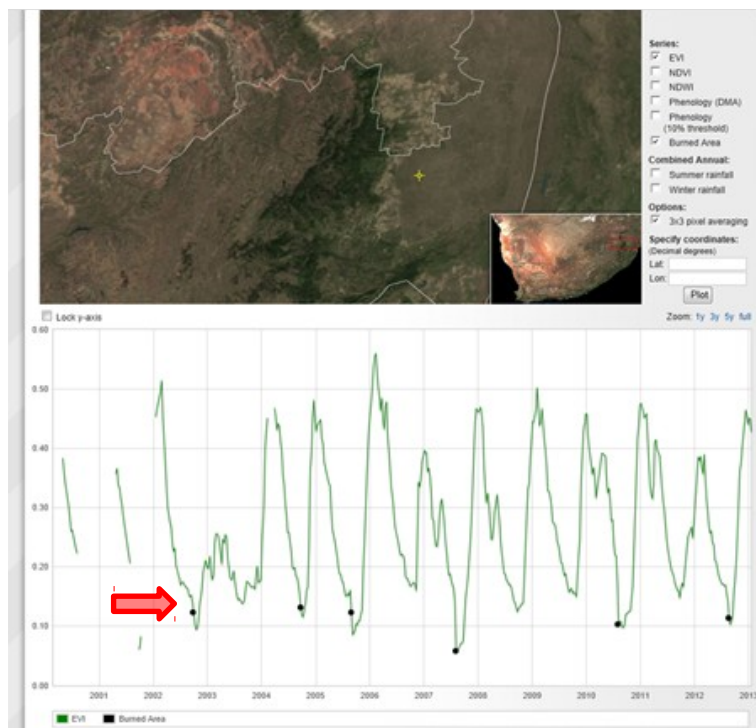 Series:
EVI
NDVI
NDWI
Phenology (DMA)
Phenology
(10% threshold)
Burned Area
Combined Annual:
Summer rainfall
Winter rainfall
Options:
3x3 pixel averaging
Specify coordinates:
(Decimal degrees)
Lat:
Lon:
Plot
Lock y-axis
Zoom: 1y 3y 5y full
0.60
0.50
0.40
0.30
0.20
0.10
0.00
2001 2002 2003 2004 2005 2006 2007 2008 2009 2010 2011 2012 2013
EVI Burned Area